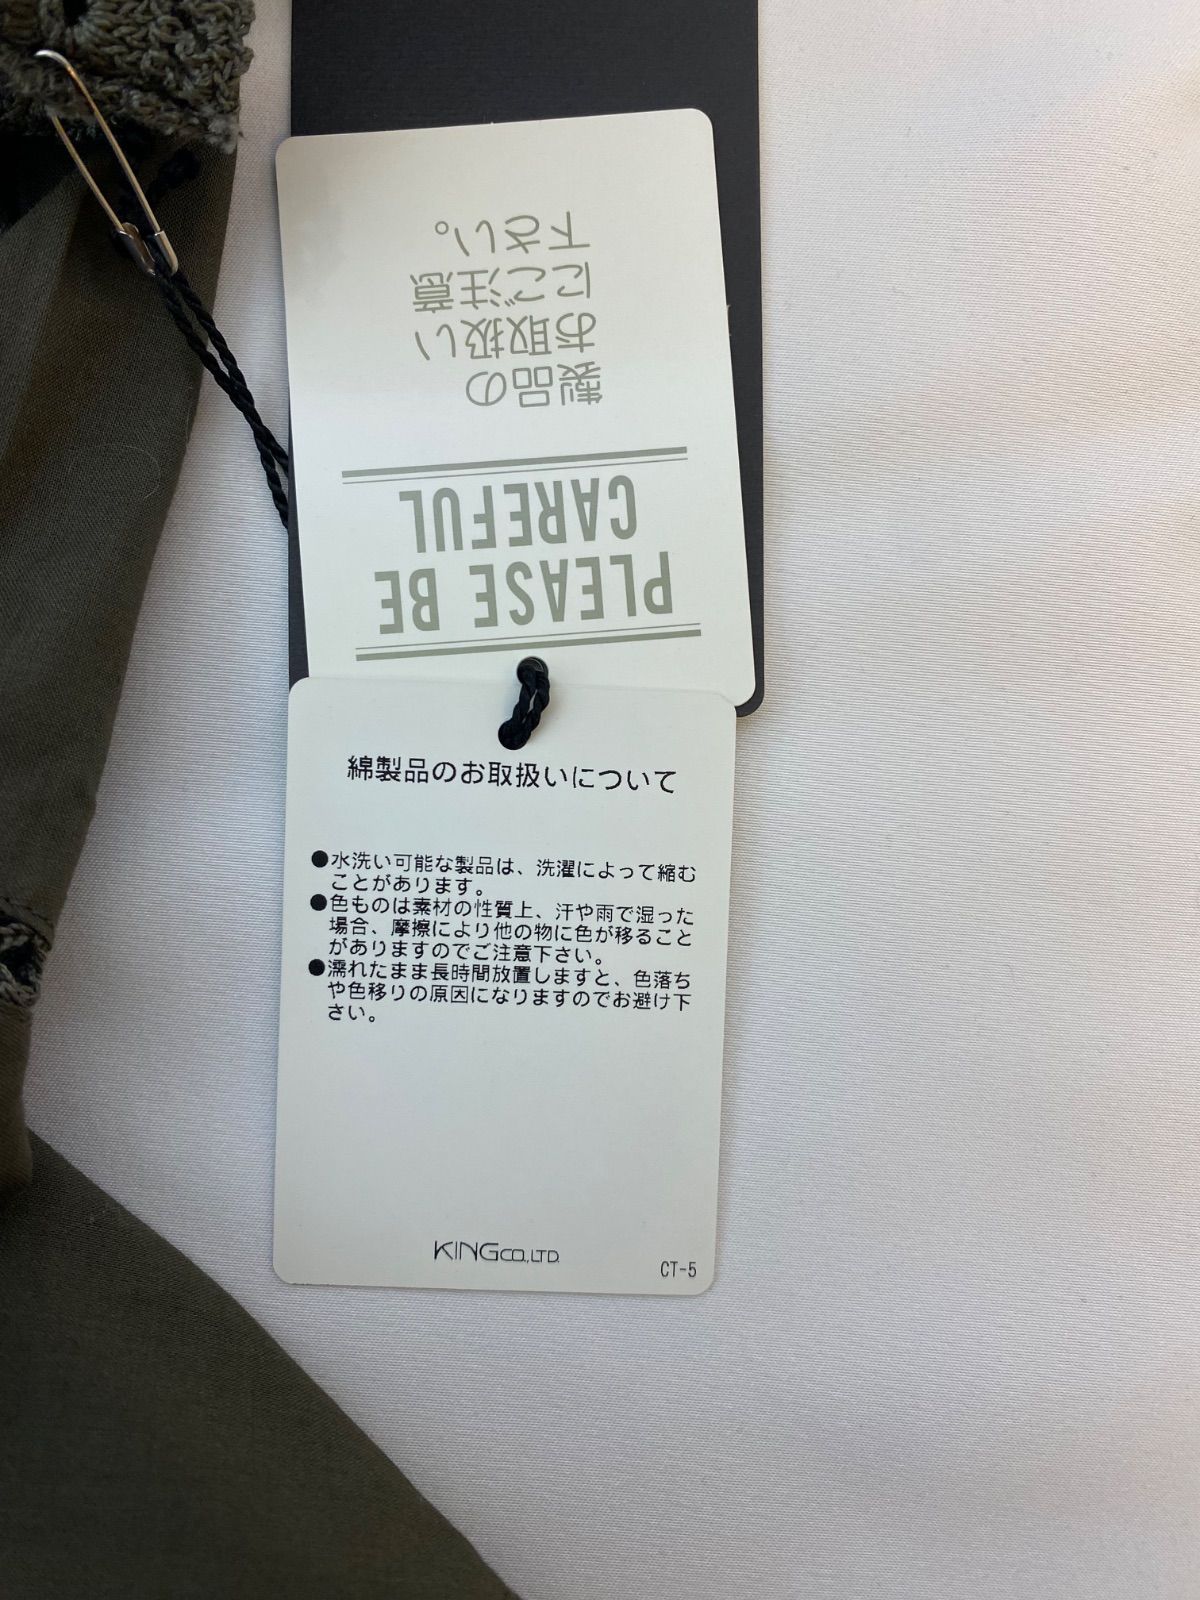 PLEASE BE
CAREFUL
製品の
お取扱い
にご注意
下さい。
綿製品のお取扱いについて
●水洗い可能な製品は、洗濯によって縮む
ことがあります。
●色ものは素材の性質上、汗や雨で湿った
場合、摩擦により他の物に色が移ること
がありますのでご注意下さい。
●濡れたまま長時間放置しますと、色落ち
や色移りの原因になりますのでお避け下
さい。
KING CO.,LTD.
CT-5